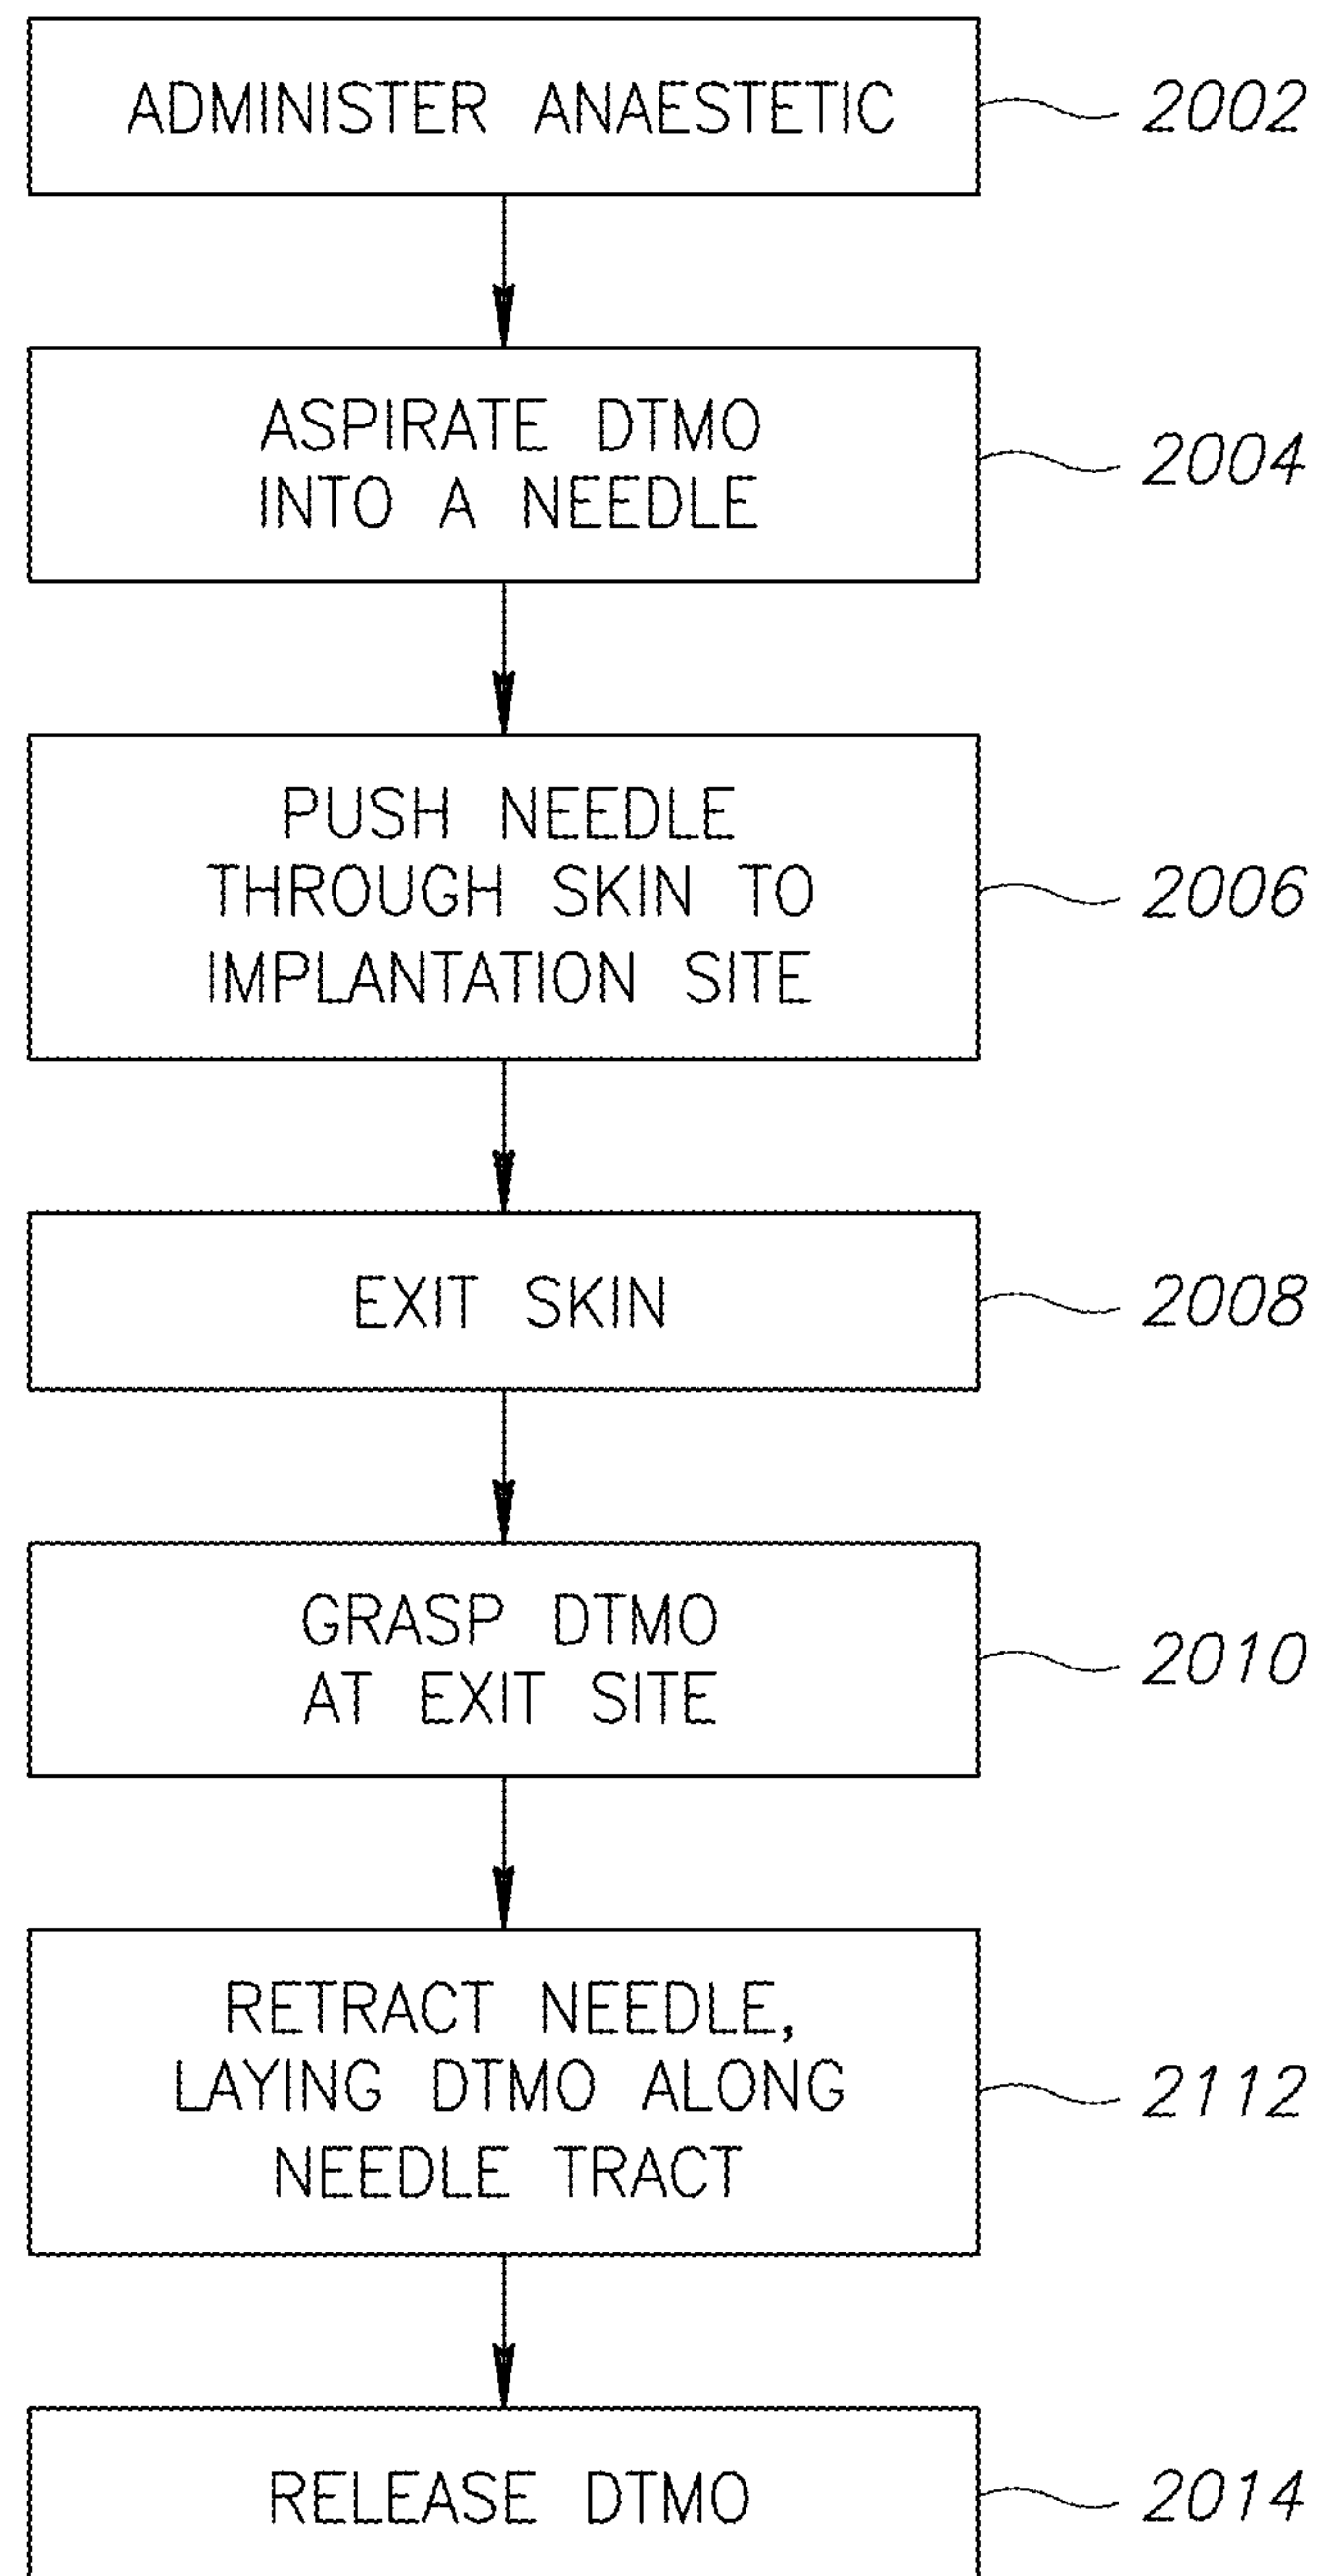 ADMINISTER ANAESTETIC
2002
ASPIRATE DTMO
INTO A NEEDLE
2004
PUSH NEEDLE
THROUGH SKIN TO
IMPLANTATION SITE
2006
EXIT SKIN
2008
GRASP DTMO
AT EXIT SITE
2010
RETRACT NEEDLE,
LAYING DTMO ALONG
NEEDLE TRACT
2112
RELEASE DTMO
2014